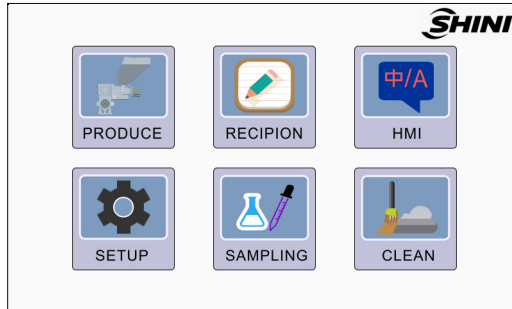 SHINI
中/A
PRODUCE
RECIPION
HMI
SETUP
SAMPLING
CLEAN